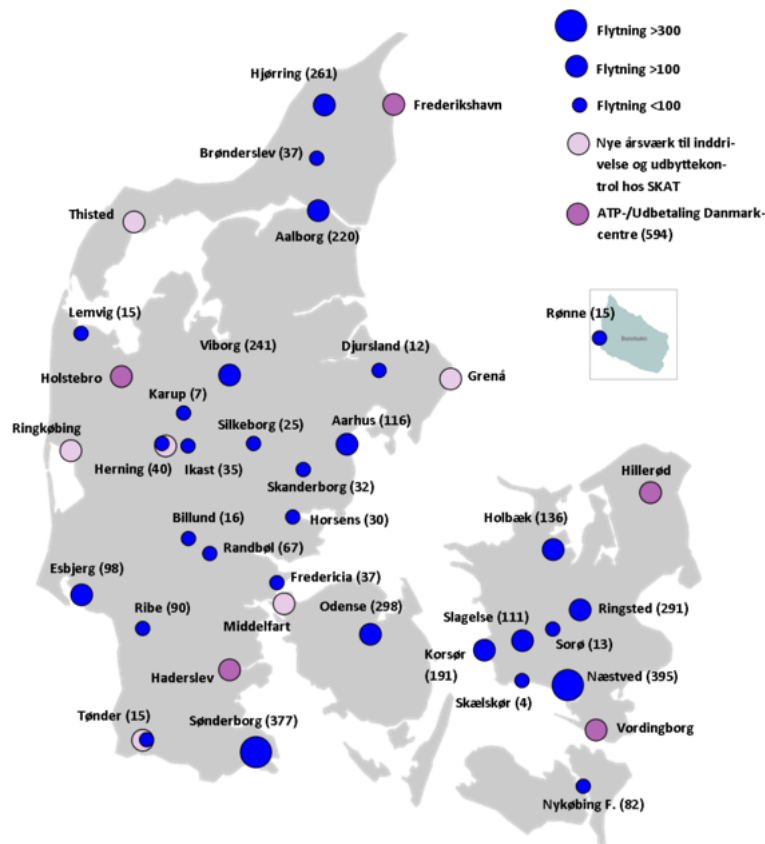 Flytning >300
Hjørring (261)
Flytning >100
Frederikshavn
Flytning <100
Brønderslev (37)
Nye årsværk til inddri-
velse og udbyttekon-
trol hos SKAT
Thisted
ATP-/Udbetaling Danmark-
centre (594)
Aalborg (220)
Lemvig (15)
Rønne (15)
Bornholm
Viborg (241)
Djursland (12)
Holstebro
Grenå
Karup (7)
Ringkøbing
Silkeborg (25)
Aarhus (116)
Herning (40)
Ikast (35)
Hillerød
Skanderborg (32)
Billund (16)
Horsens (30)
Holbæk (136)
Randbøl (67)
Esbjerg (98)
Fredericia (37)
Ribe (90)
Odense (298)
Slagelse (111)
Ringsted (291)
Middelfart
Sorø (13)
Korsør
(191)
Haderslev
Næstved (395)
Skælskør (4)
Tønder (15)
Sønderborg (377)
Vordingborg
Nykøbing F. (82)